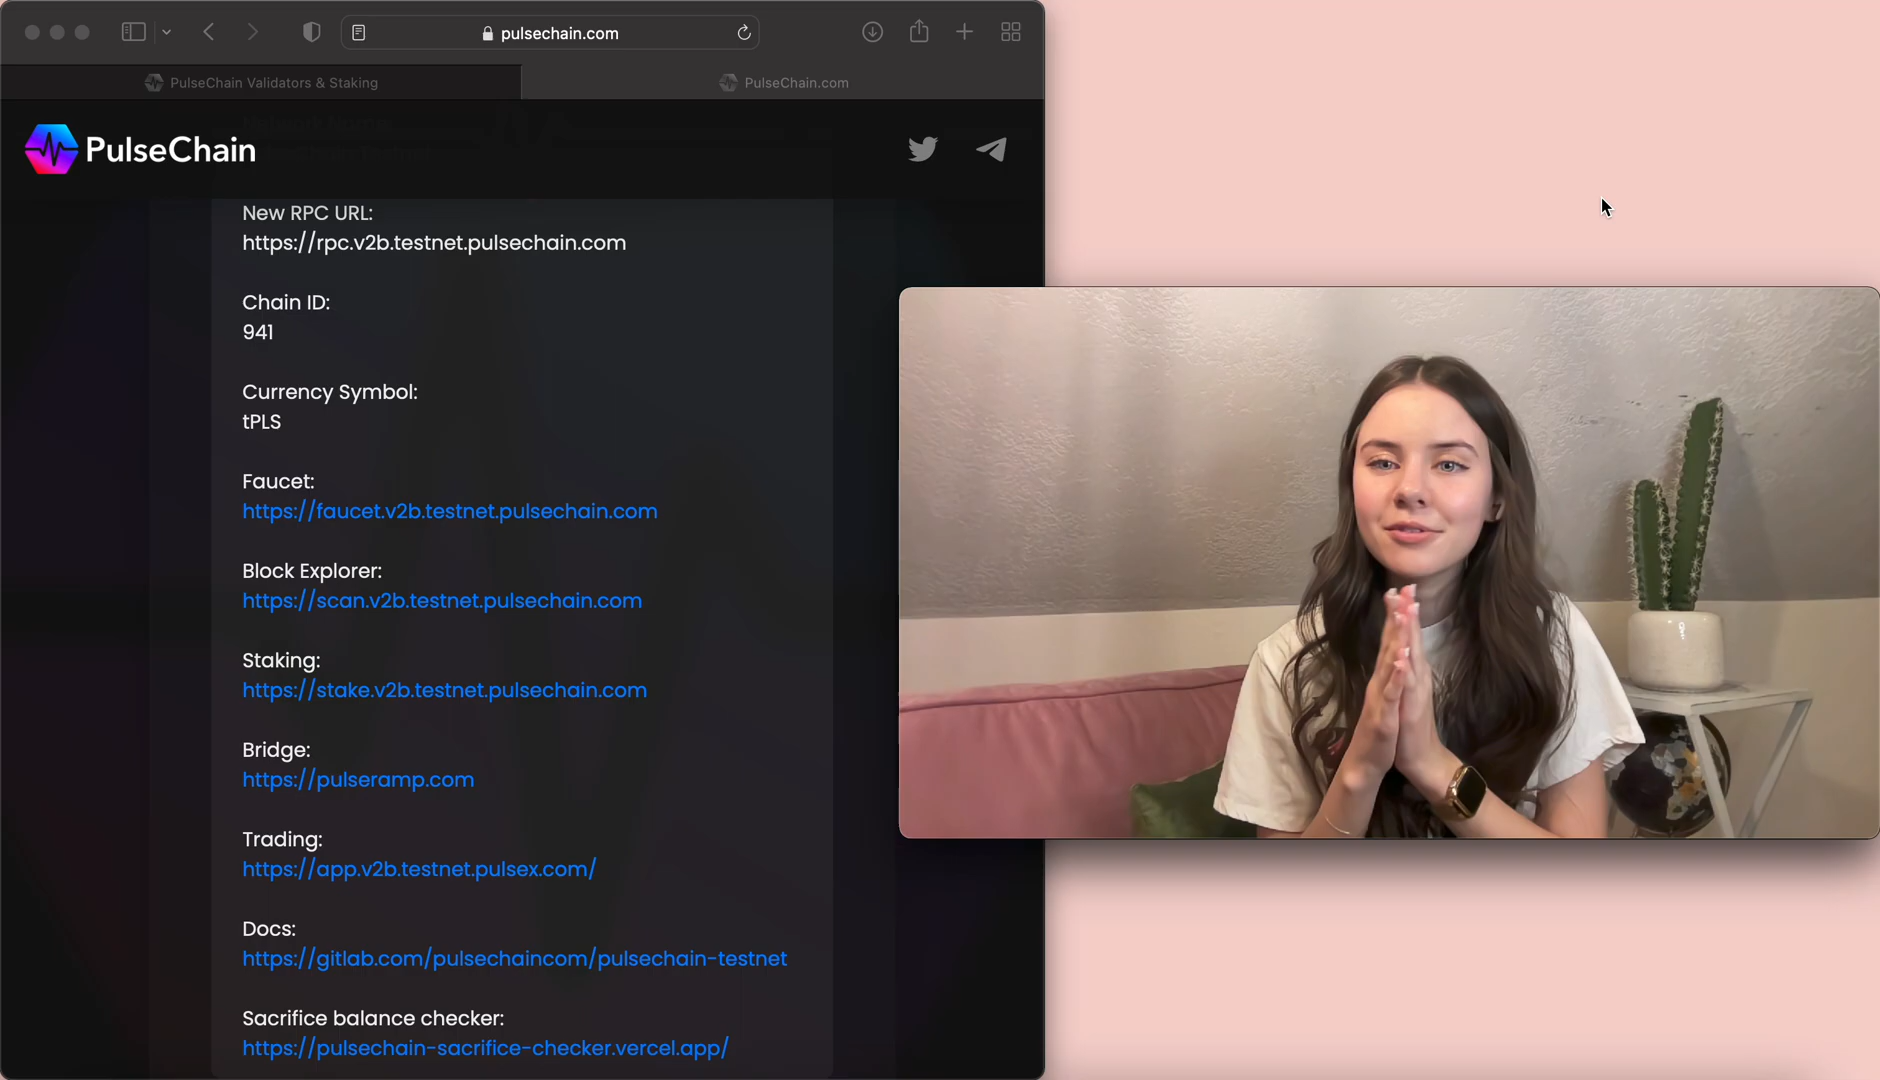 pulsechain.com
PulseChain Validators & Staking
PulseChain.com
PulseChain
New RPC URL:
https://rpc.v2b.testnet.pulsechain.com
Chain ID:
941
Currency Symbol:
tPLS
Faucet:
https://faucet.v2b.testnet.pulsechain.com
Block Explorer:
https://scan.v2b.testnet.pulsechain.com
Staking:
https://stake.v2b.testnet.pulsechain.com
Bridge:
https://pulseramp.com
Trading:
https://app.v2b.testnet.pulsex.com/
Docs:
https://gitlab.com/pulsechaincom/pulsechain-testnet
Sacrifice balance checker:
https://pulsechain-sacrifice-checker.vercel.app/